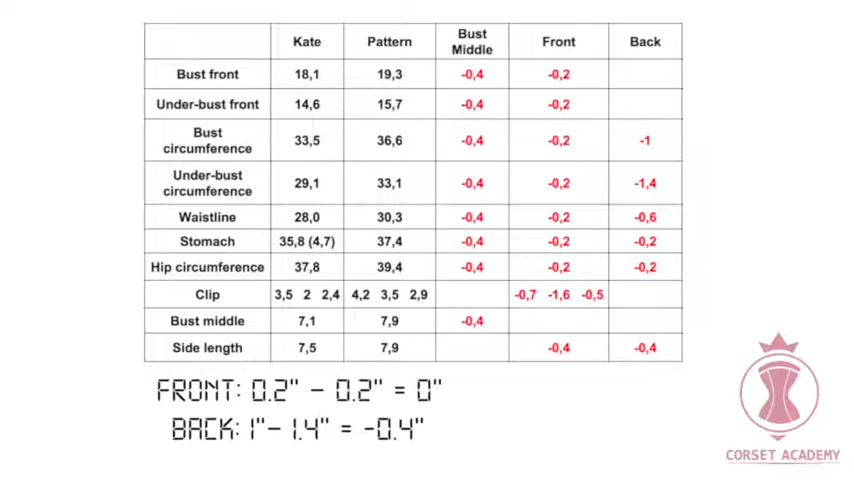 Kate Pattern Bust Middle Front Back
Bust front 18,1 19,3 -0,4 -0,2
Under-bust front 14,6 15,7 -0,4 -0,2
Bust circumference 33,5 36,6 -0,4 -0,2 -1
Under-bust circumference 29,1 33,1 -0,4 -0,2 -1,4
Waistline 28,0 30,3 -0,4 -0,2 -0,6
Stomach 35,8 (4,7) 37,4 -0,4 -0,2 -0,2
Hip circumference 37,8 39,4 -0,4 -0,2 -0,2
Clip 3,5 2 2,4 4,2 3,5 2,9 -0,7 -1,6 -0,5
Bust middle 7,1 7,9 -0,4
Side length 7,5 7,9 -0,4 -0,4
FRONT: 0.2" - 0.2" = 0"
BACK: 1"- 1.4" = -0.4"
CORSET ACADEMY